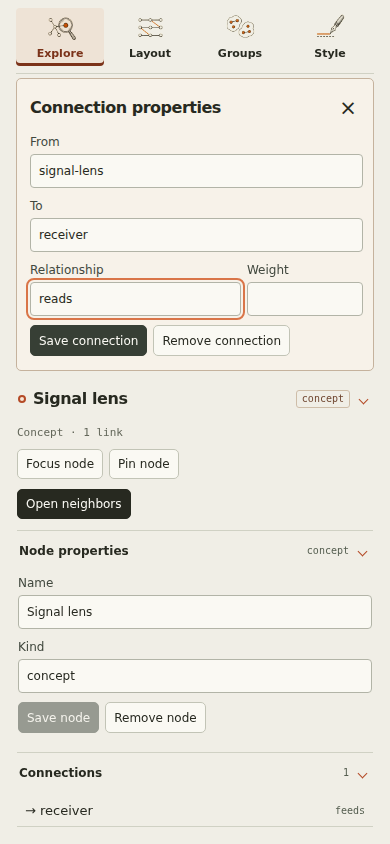 Explore Layout Groups Style
Connection properties
From
signal-lens
To
receiver
Relationship Weight
reads
Save connection Remove connection
Signal lens concept
Concept · 1 link
Focus node Pin node
Open neighbors
Node properties concept
Name
Signal lens
Kind
concept
Save node Remove node
Connections 1
→ receiver feeds